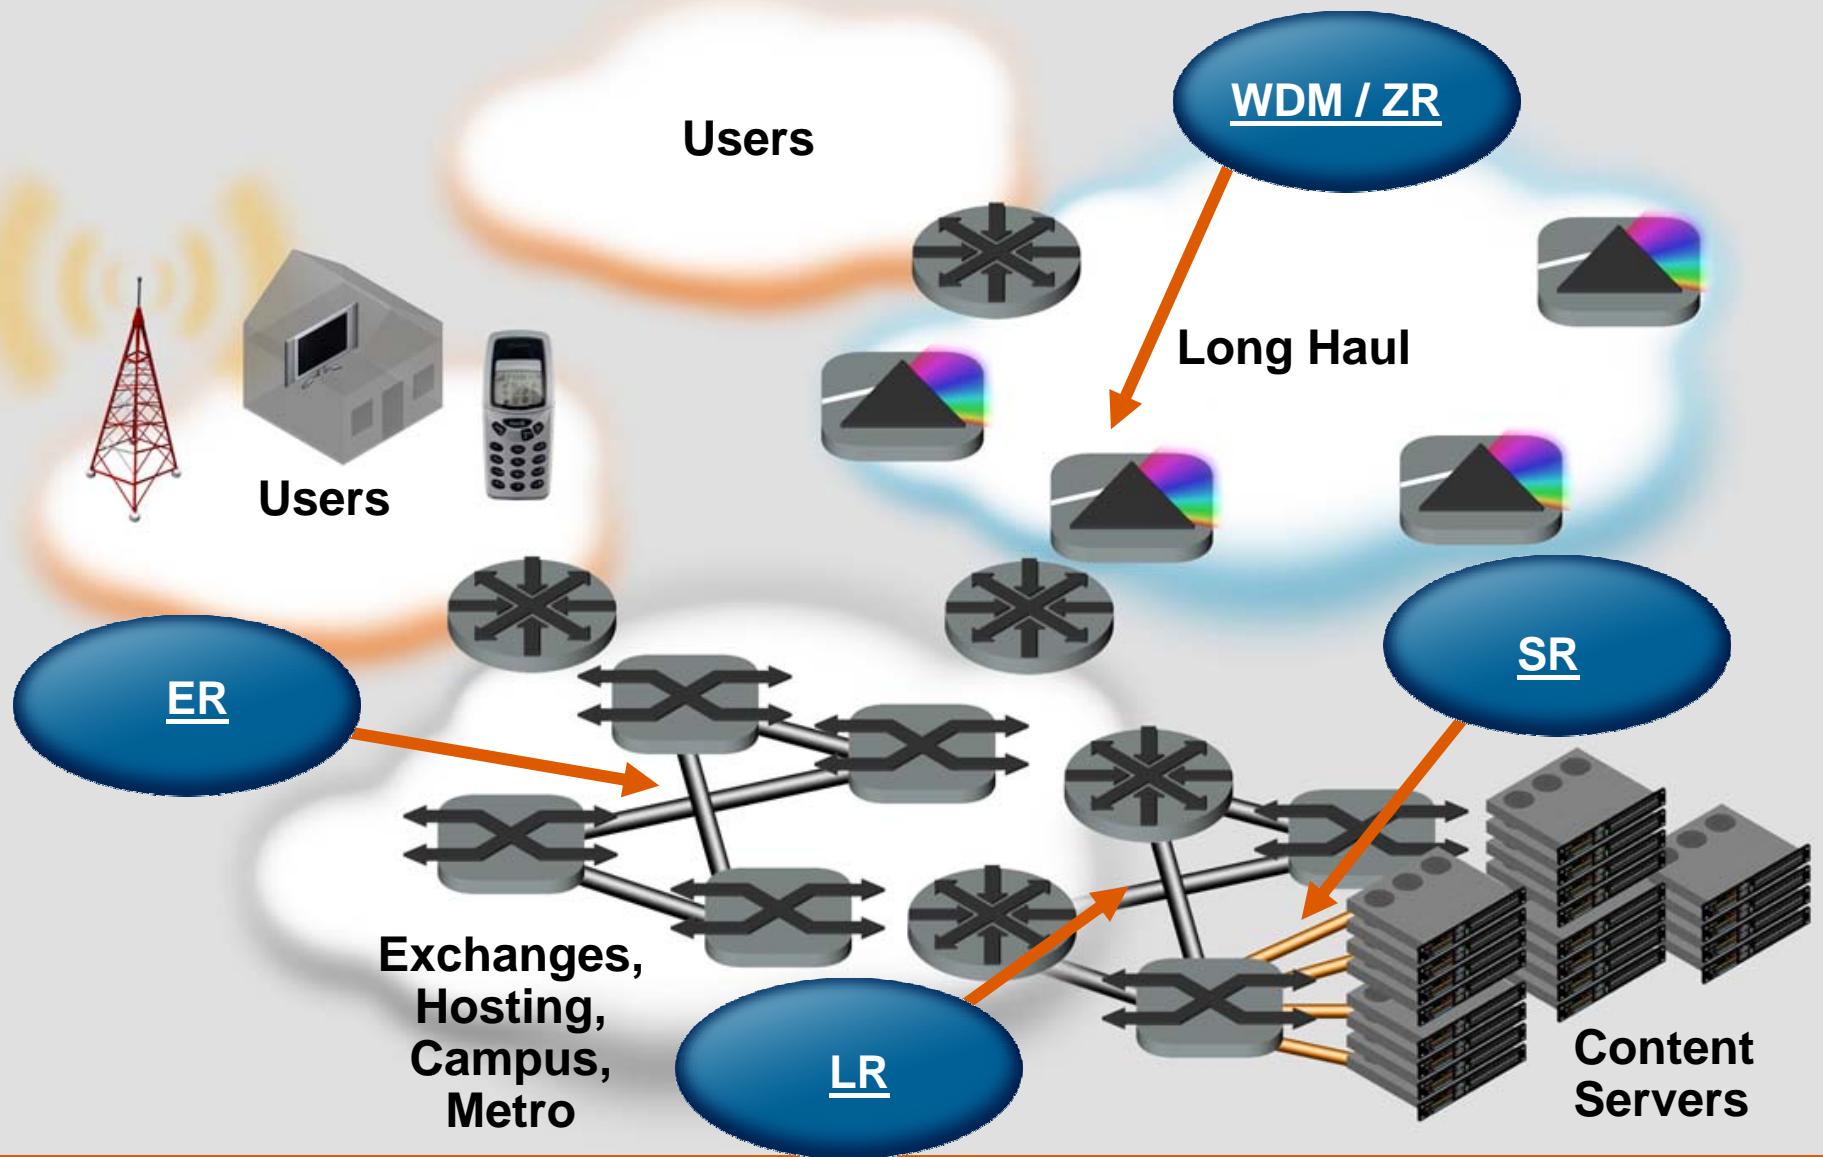 WDM / ZR
Users
Long Haul
Users
SR
ER
Exchanges,
Hosting,
Campus,
Metro
LR
Content
Servers